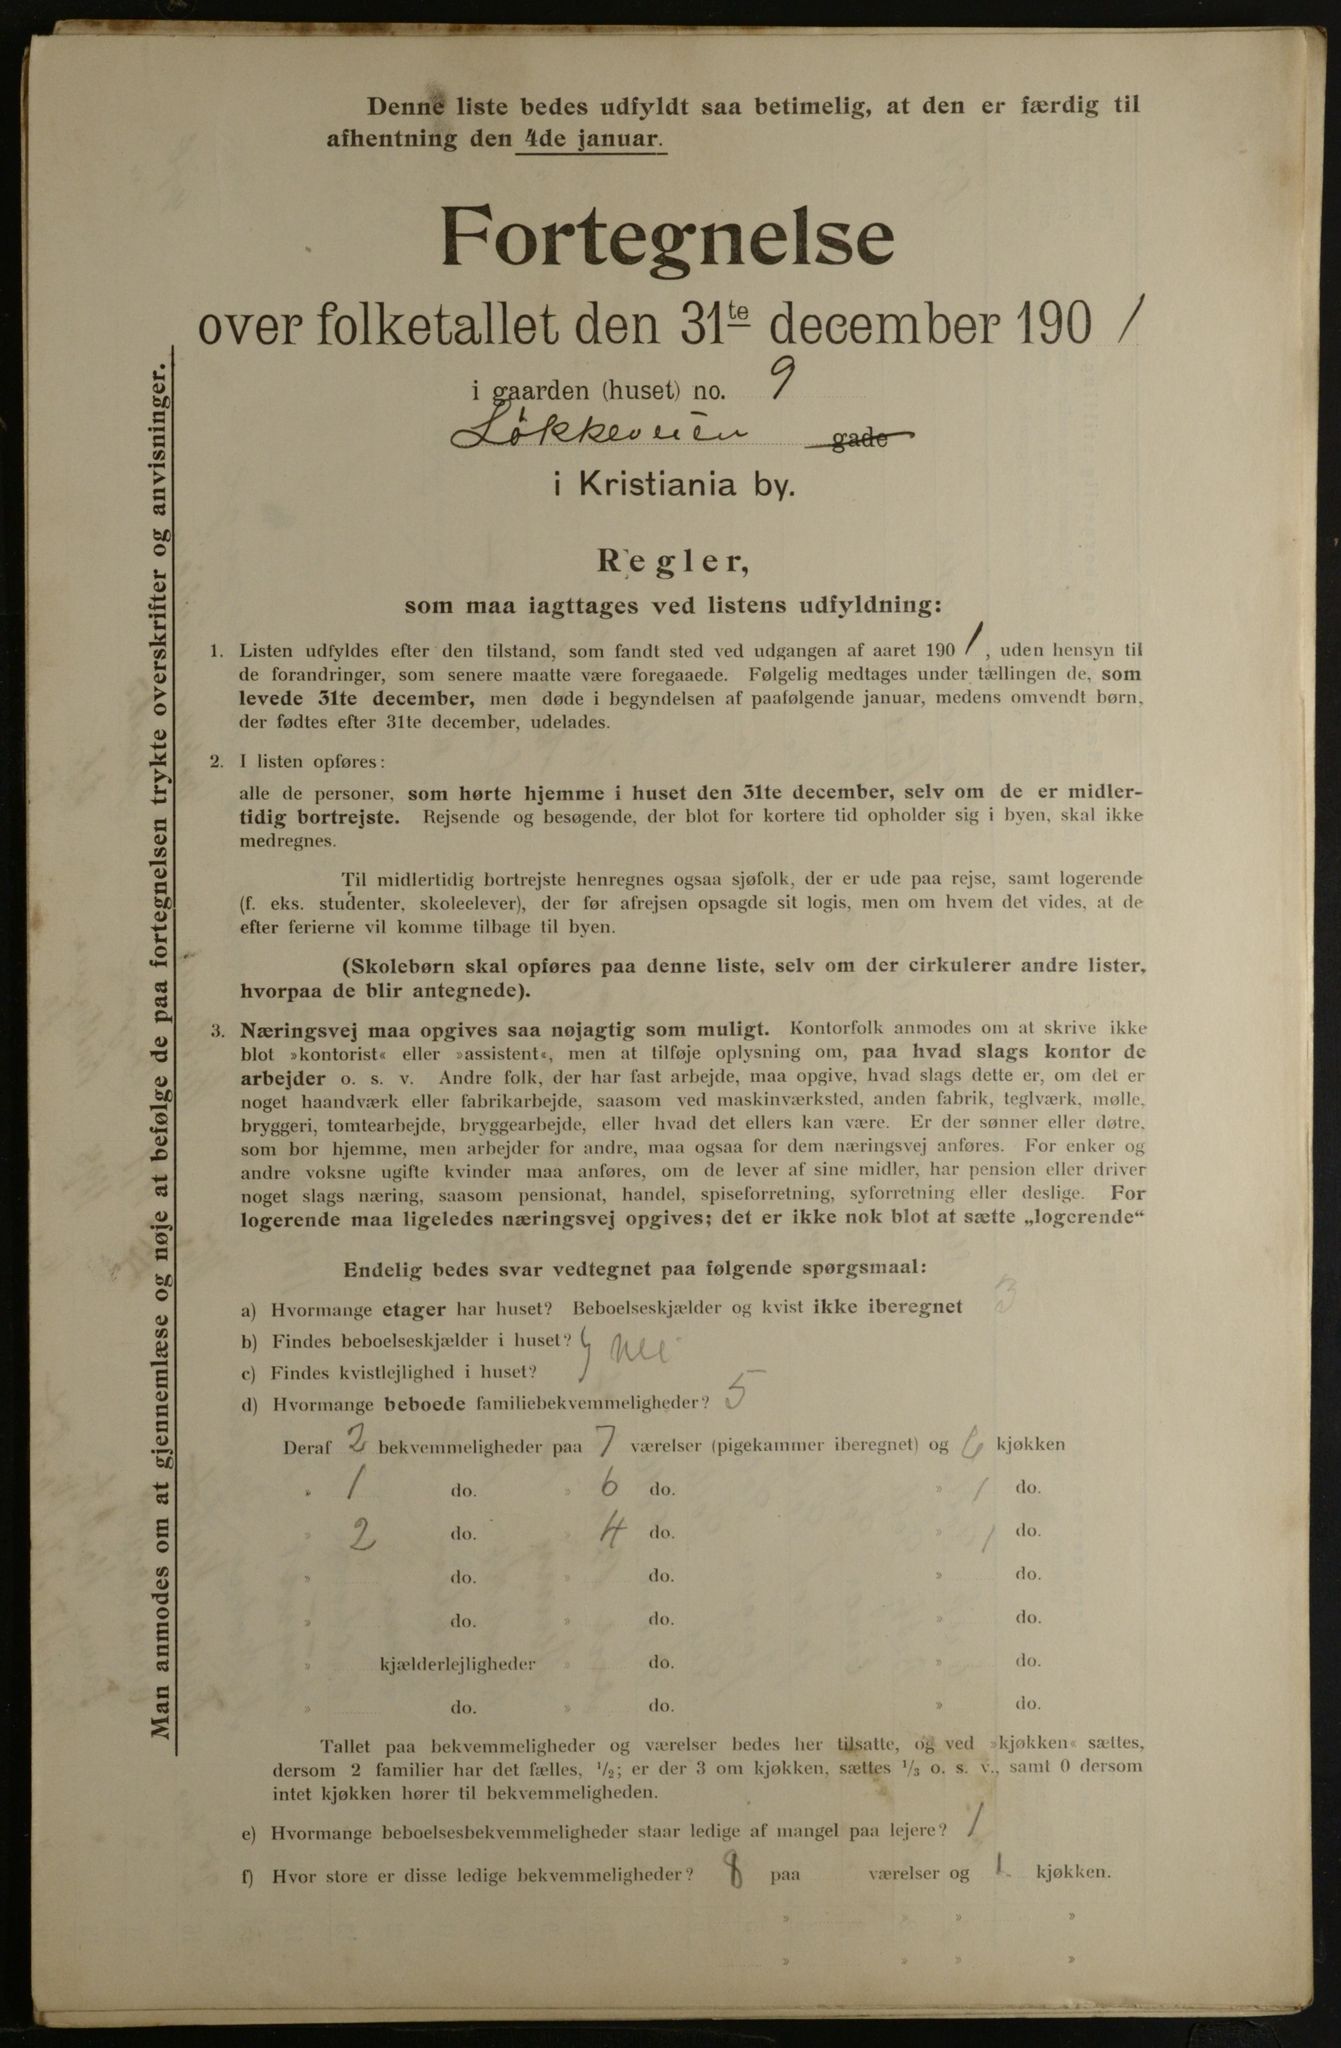 Denne liste bedes udfyldt saa betimelig, at den er færdig til
afhentning den 4de januar.
Fortegnelse
over folketallet den 31te december 1901
i gaarden (huset) no. 9
Løkkeveien gade
i Kristiania by.
Regler,
som maa iagttages ved listens udfyldning:
1. Listen udfyldes efter den tilstand, som fandt sted ved udgangen af aaret 1901, uden hensyn til
de forandringer, som senere maatte være foregaaede. Følgelig medtages under tællingen de, som
levede 31te december, men døde i begyndelsen af paafølgende januar, medens omvendt børn,
der fødtes efter 31te december, udelades.
2. I listen opføres:
alle de personer, som hørte hjemme i huset den 31te december, selv om de er midler-
tidig bortrejste. Rejsende og besøgende, der blot for kortere tid opholder sig i byen, skal ikke
medregnes.
Til midlertidig bortrejste henregnes ogsaa sjøfolk, der er ude paa rejse, samt logerende
(f. eks. studenter, skoleelever), der før afrejsen opsagde sit logis, men om hvem det vides, at de
efter ferierne vil komme tilbage til byen.
(Skolebørn skal opføres paa denne liste, selv om der cirkulerer andre lister,
hvorpaa de blir antegnede).
3. Næringsvej maa opgives saa nøjagtig som muligt. Kontorfolk anmodes om at skrive ikke
blot »kontorist« eller »assistent«, men at tilføje oplysning om, paa hvad slags kontor de
arbejder o. s. v. Andre folk, der har fast arbejde, maa opgive, hvad slags dette er, om det er
noget haandværk eller fabrikarbejde, saasom ved maskinværksted, anden fabrik, teglværk, mølle,
bryggeri, tomtearbejde, bryggearbejde, eller hvad det ellers kan være. Er der sønner eller døtre,
som bor hjemme, men arbejder for andre, maa ogsaa for dem næringsvej anføres. For enker og
andre voksne ugifte kvinder maa anføres, om de lever af sine midler, har pension eller driver
noget slags næring, saasom pensionat, handel, spiseforretning, syforretning eller deslige. For
logerende maa ligeledes næringsvej opgives; det er ikke nok blot at sætte „logerende“
Endelig bedes svar vedtegnet paa følgende spørgsmaal:
a) Hvormange etager har huset? Beboelseskjælder og kvist ikke iberegnet 3
b) Findes beboelseskjælder i huset?
nei
c) Findes kvistlejlighed i huset?
d) Hvormange beboede familiebekvemmeligheder? 5
Deraf 2 bekvemmeligheder paa 7 værelser (pigekammer iberegnet) og kjøkken
» 1 do. » 6 do. » 1 do.
» 2 do. » 4 do. » 1 do.
» do. » do. » do.
» do. » do. » do.
» kjælderlejligheder » do. » do.
» do. » do. » do.
Tallet paa bekvemmeligheder og værelser bedes her tilsatte, og ved »kjøkken« sættes,
dersom 2 familier har det fælles, 1/2; er der 3 om kjøkken, sættes 1/3 o. s. v., samt 0 dersom
intet kjøkken hører til bekvemmeligheden.
e) Hvormange beboelsesbekvemmeligheder staar ledige af mangel paa lejere? 1
f) Hvor store er disse ledige bekvemmeligheder? 8 paa værelser og 1 kjøkken.
» » » »
» » » »
Man anmodes om at gjennemlæse og nøje at befølge de paa fortegnelsen trykte overskrifter og anvisninger.